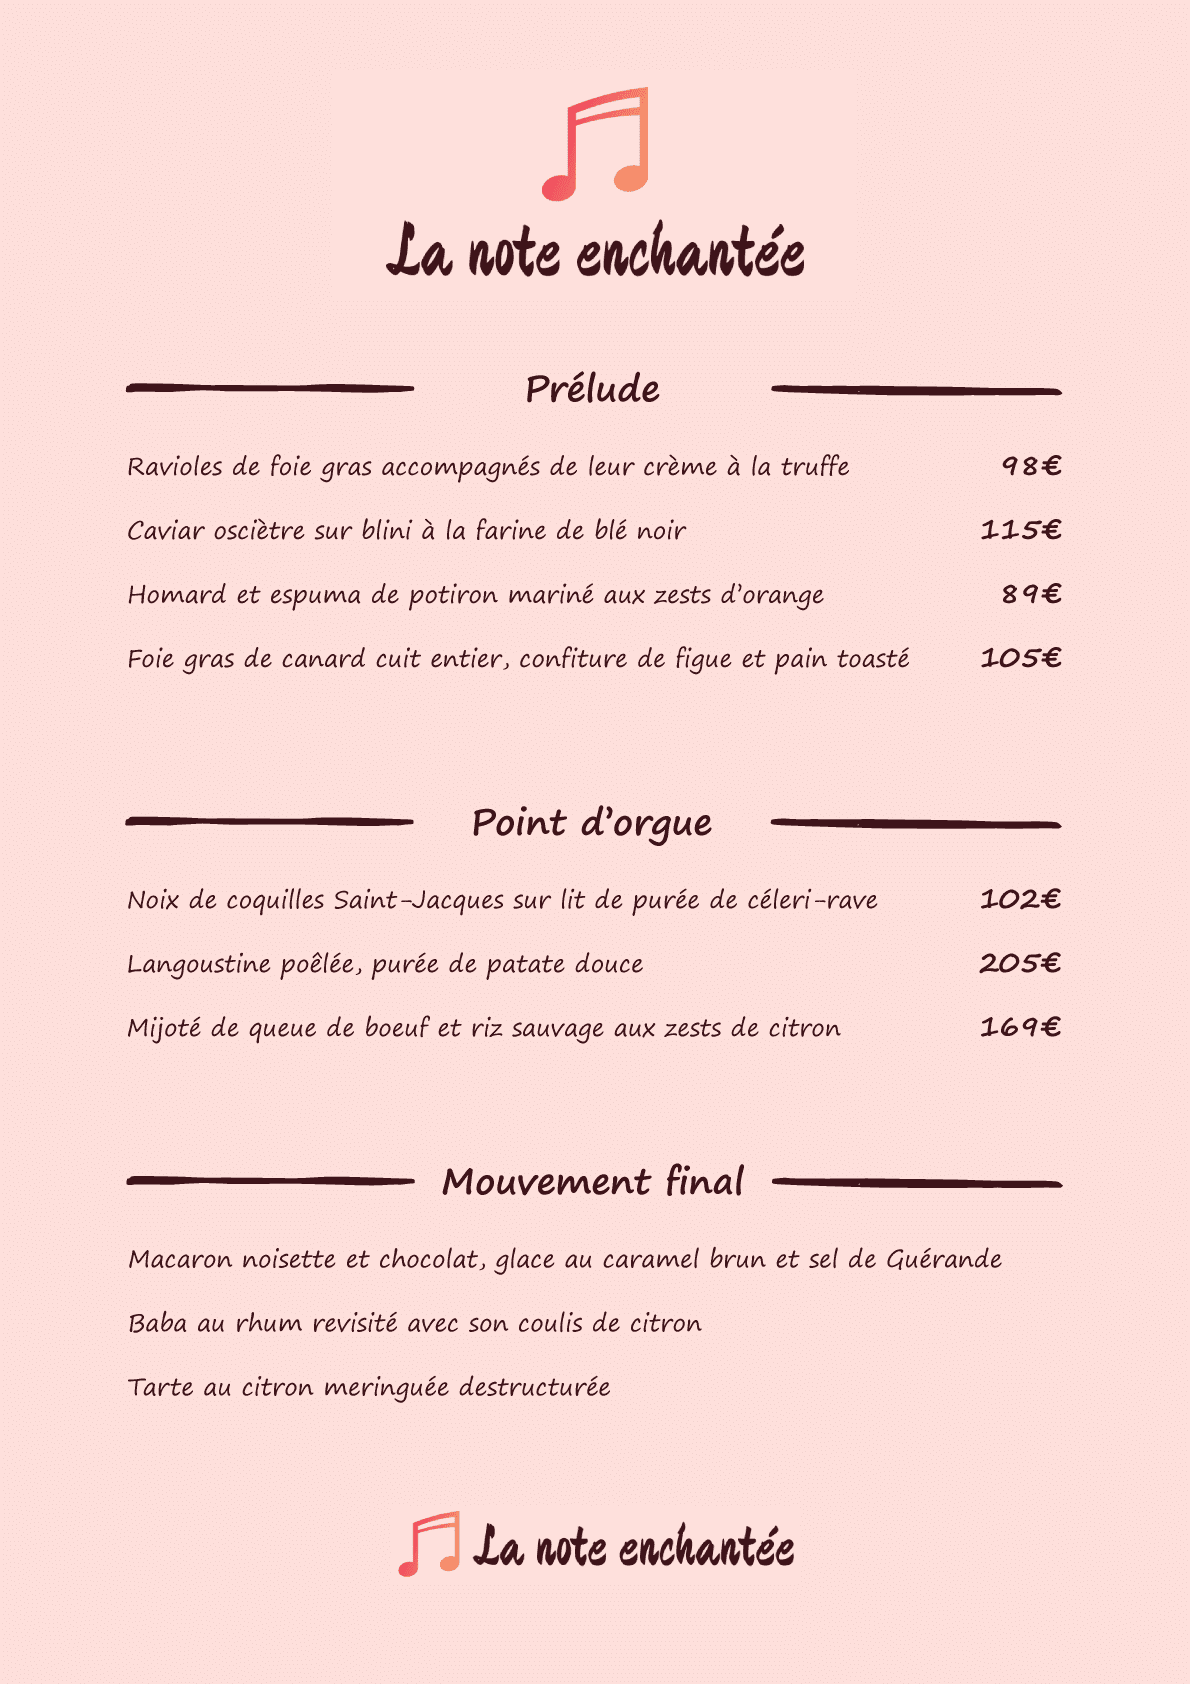 La note enchantée
Prélude
Ravioles de foie gras accompagnés de leur crème à la truffe 98€
Caviar osciètre sur blini à la farine de blé noir 115€
Homard et espuma de potiron mariné aux zests d’orange 89€
Foie gras de canard cuit entier, confiture de figue et pain toasté 105€
Point d’orgue
Noix de coquilles Saint-Jacques sur lit de purée de céleri-rave 102€
Langoustine poêlée, purée de patate douce 205€
Mijoté de queue de boeuf et riz sauvage aux zests de citron 169€
Mouvement final
Macaron noisette et chocolat, glace au caramel brun et sel de Guérande
Baba au rhum revisité avec son coulis de citron
Tarte au citron meringuée destructurée
La note enchantée